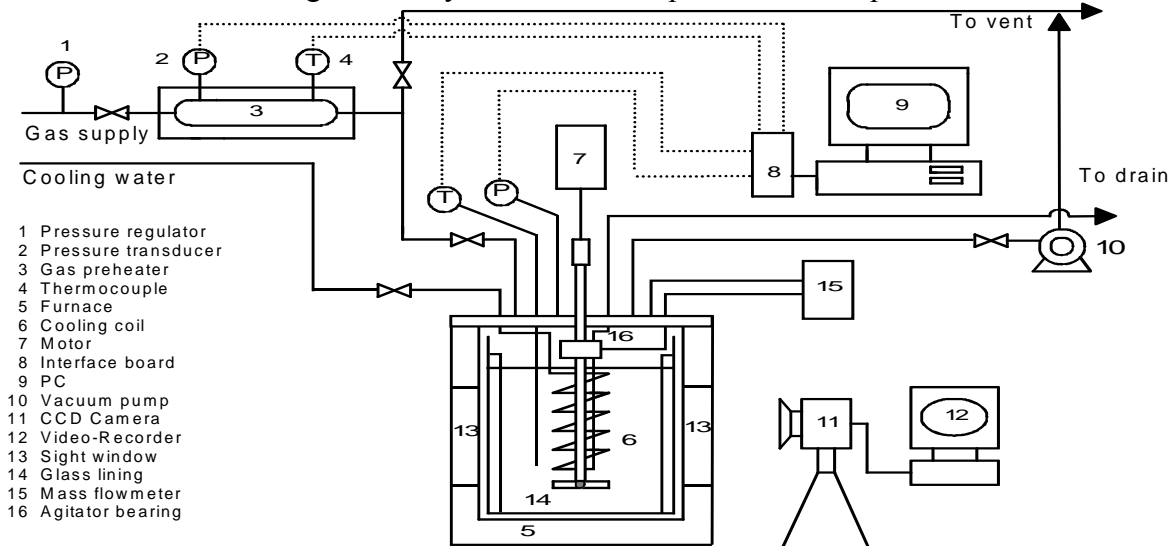 To vent
1
P
2
P
T
4
3
9
Gas supply
7
8
Cooling water
To drain
T
P
10
1 Pressure regulator
2 Pressure transducer
3 Gas preheater
4 Thermocouple
5 Furnace
6 Cooling coil
7 Motor
8 Interface board
9 PC
10 Vacuum pump
11 CCD Camera
12 Video-Recorder
13 Sight window
14 Glass lining
15 Mass flowmeter
16 Agitator bearing
15
16
13
6
13
11
12
14
5